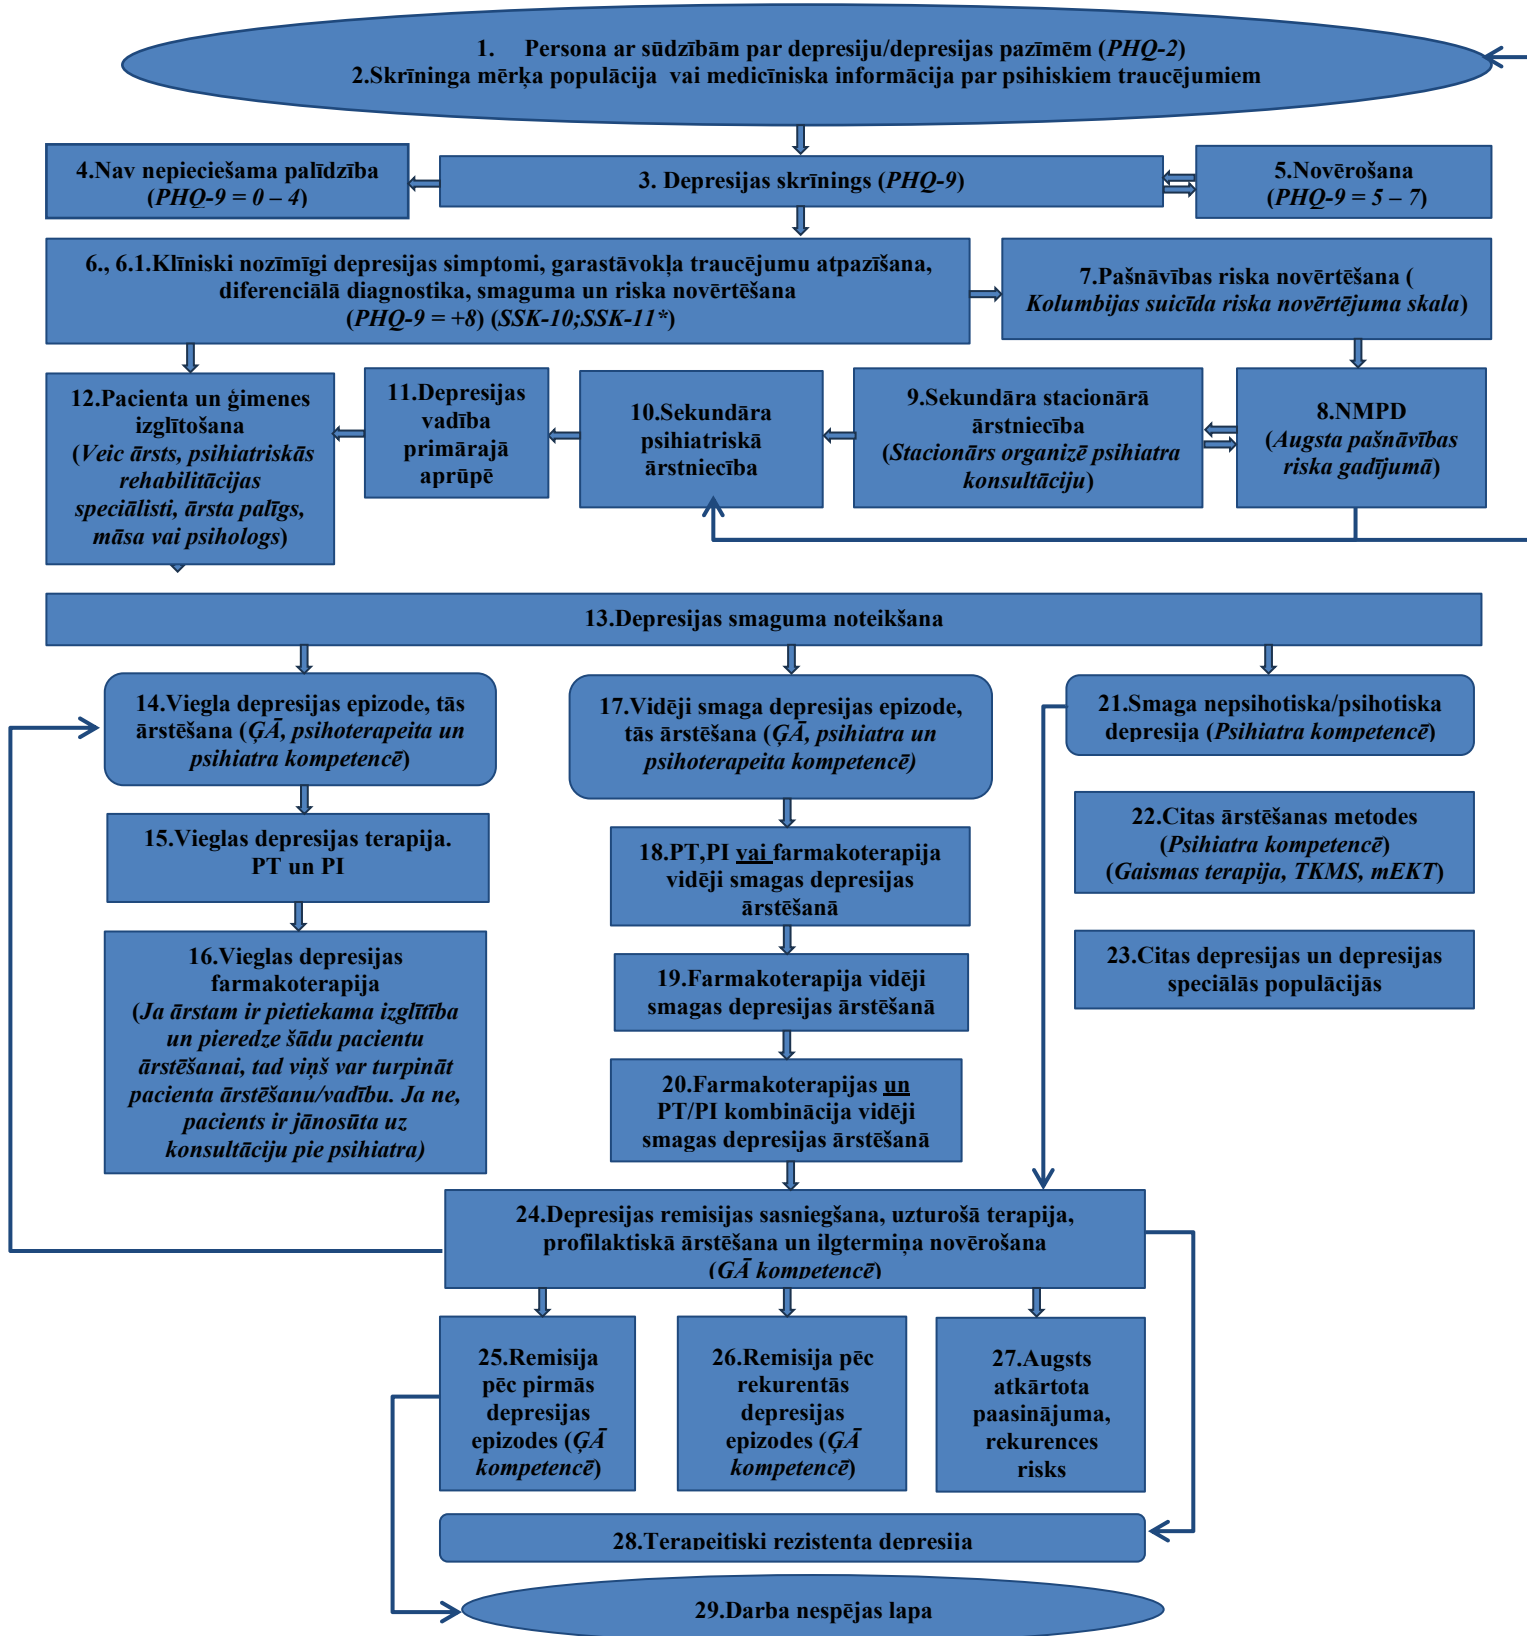 1. Persona ar sūdzībām par depresiju/depresijas pazīmēm (PHQ-2)
2.Skrīninga mērķa populācija vai medicīniska informācija par psihiskiem traucējumiem
4.Nav nepieciešama palīdzība
(PHQ-9 = 0 – 4)
3. Depresijas skrīnings (PHQ-9)
5.Novērošana
(PHQ-9 = 5 – 7)
6., 6.1.Klīniski nozīmīgi depresijas simptomi, garastāvokļa traucējumu atpazīšana,
diferenciālā diagnostika, smaguma un riska novērtēšana
(PHQ-9 = +8) (SSK-10;SSK-11*)
7.Pašnāvības riska novērtēšana (
Kolumbijas suicīda riska novērtējuma skala)
12.Pacienta un ģimenes
izglītošana
(Veic ārsts, psihiatriskās
rehabilitācijas
speciālisti, ārsta palīgs,
māsa vai psihologs)
11.Depresijas
vadība
primārajā
aprūpē
10.Sekundāra
psihiatriskā
ārstniecība
9.Sekundāra stacionārā
ārstniecība
(Stacionārs organizē psihiatra
konsultāciju)
8.NMPD
(Augsta pašnāvības
riska gadījumā)
13.Depresijas smaguma noteikšana
14.Viegla depresijas epizode, tās
ārstēšana (ĢĀ, psihoterapeita un
psihiatra kompetencē)
17.Vidēji smaga depresijas epizode,
tās ārstēšana (ĢĀ, psihiatra un
psihoterapeita kompetencē)
21.Smaga nepsihotiska/psihotiska
depresija (Psihiatra kompetencē)
15.Vieglas depresijas terapija.
PT un PI
18.PT,PI vai farmakoterapija
vidēji smagas depresijas
ārstēšanā
22.Citas ārstēšanas metodes
(Psihiatra kompetencē)
(Gaismas terapija, TKMS, mEKT)
16.Vieglas depresijas
farmakoterapija
(Ja ārstam ir pietiekama izglītība
un pieredze šādu pacientu
ārstēšanai, tad viņš var turpināt
pacienta ārstēšanu/vadību. Ja ne,
pacients ir jānosūta uz
konsultāciju pie psihiatra)
19.Farmakoterapija vidēji
smagas depresijas ārstēšanā
23.Citas depresijas un depresijas
speciālās populācijās
20.Farmakoterapijas un
PT/PI kombinācija vidēji
smagas depresijas ārstēšanā
24.Depresijas remisijas sasniegšana, uzturošā terapija,
profilaktiskā ārstēšana un ilgtermiņa novērošana
(GĀ kompetencē)
25.Remisija
pēc pirmās
depresijas
epizodes (ĢĀ
kompetencē)
26.Remisija pēc
rekurentās
depresijas
epizodes (ĢĀ
kompetencē)
27.Augsts
atkārtota
paasinājuma,
rekurences
risks
28.Terapeitiski rezistenta depresija
29.Darba nespējas lapa